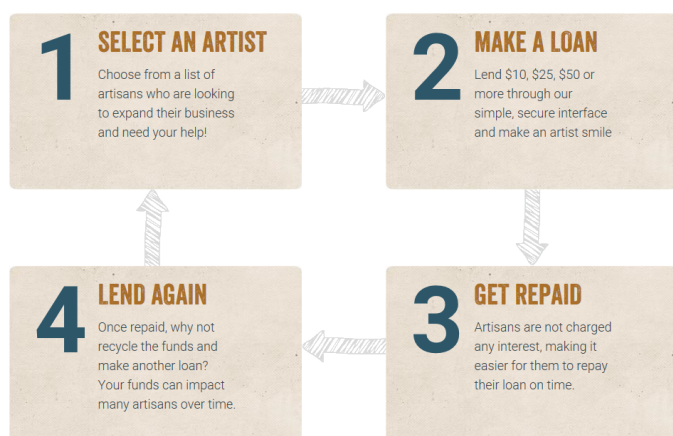 1
SELECT AN ARTIST
Choose from a list of
artisans who are looking
to expand their business
and need your help!
2
MAKE A LOAN
Lend $10, $25, $50 or
more through our
simple, secure interface
and make an artist smile
3
GET REPAID
Artisans are not charged
any interest, making it
easier for them to repay
their loan on time.
4
LEND AGAIN
Once repaid, why not
recycle the funds and
make another loan?
Your funds can impact
many artisans over time.